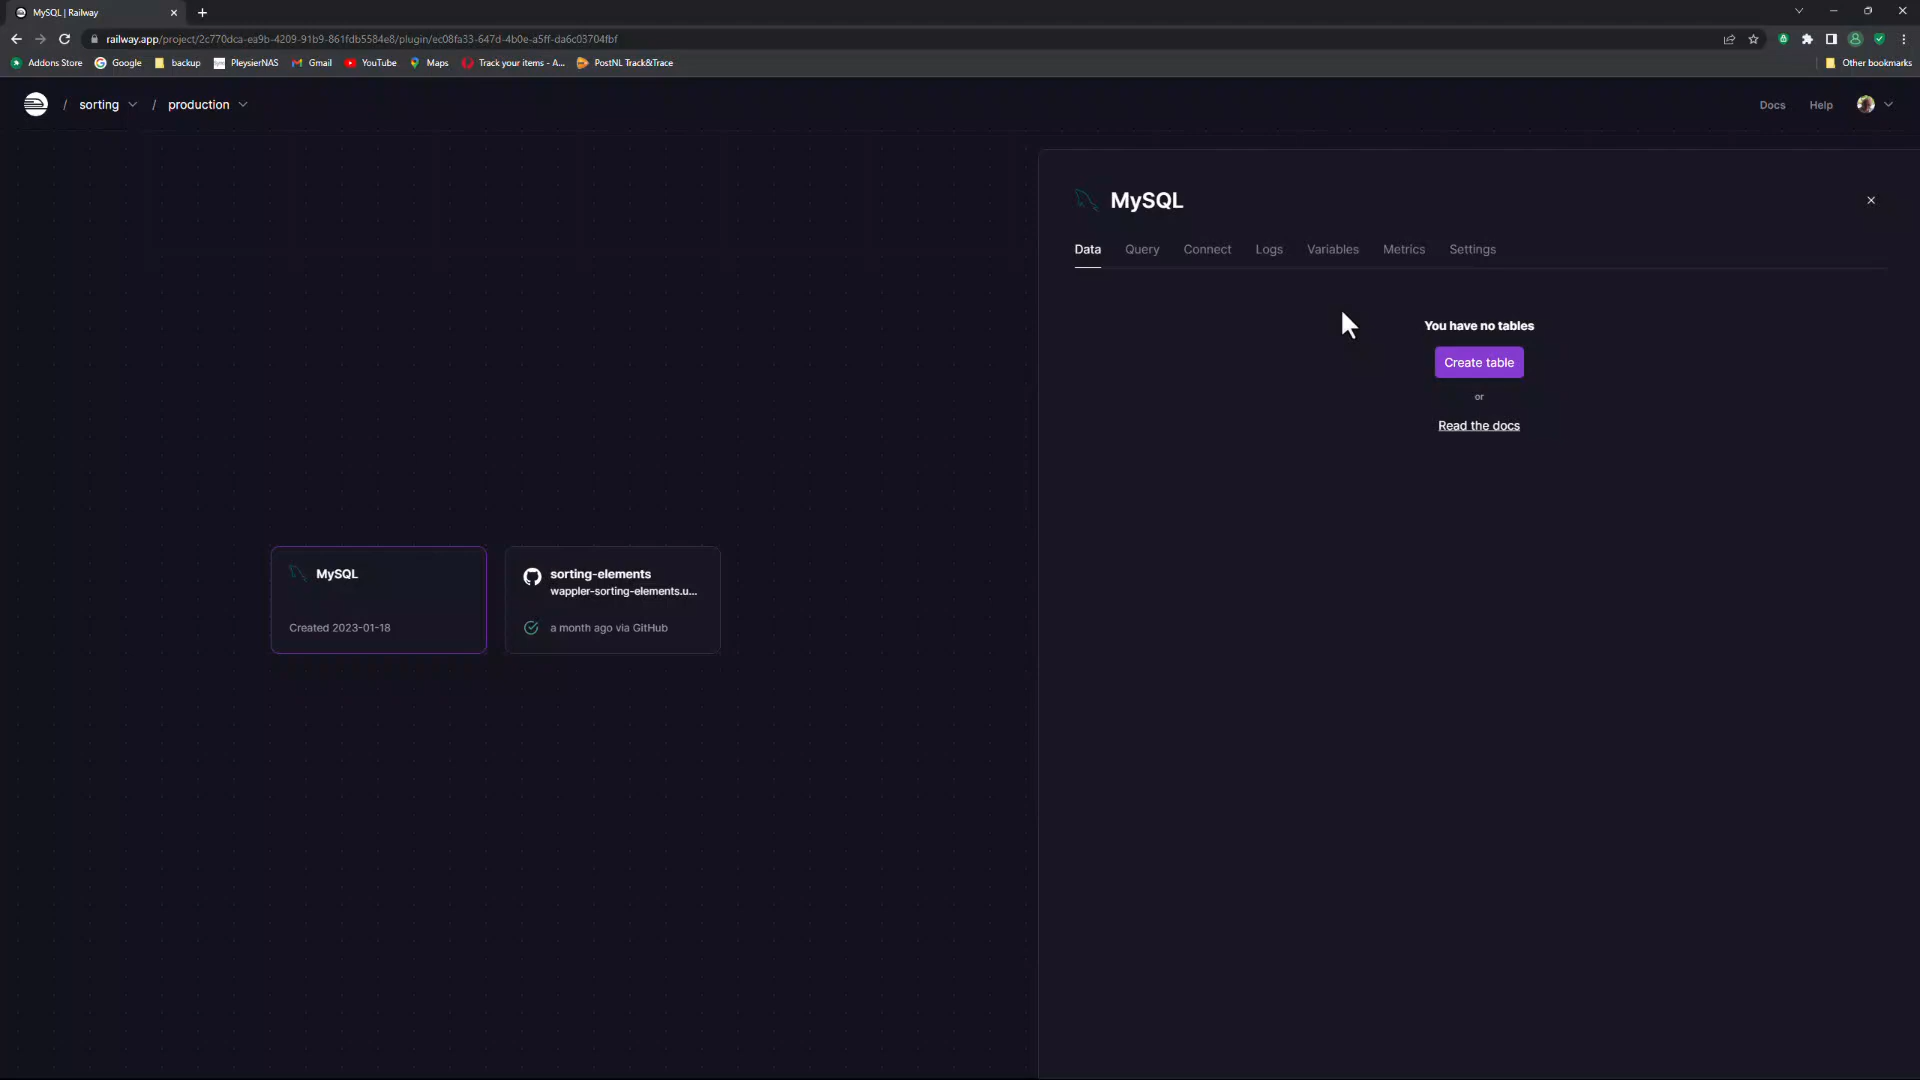 MySQL | Railway
railway.app/project/2c770dca-ea9b-4209-91b9-861fdb5584e8/plugin/ec08fa33-647d-4b0e-a5ff-da6c03704fbf
Addons Store
Google
backup
PleysierNAS
Gmail
YouTube
Maps
Track your items - A...
PostNL Track&Trace
Other bookmarks
/ sorting / production
Docs
Help
MySQL
Data
Query
Connect
Logs
Variables
Metrics
Settings
You have no tables
Create table
or
Read the docs
MySQL
Created 2023-01-18
sorting-elements
wappler-sorting-elements.u...
a month ago via GitHub